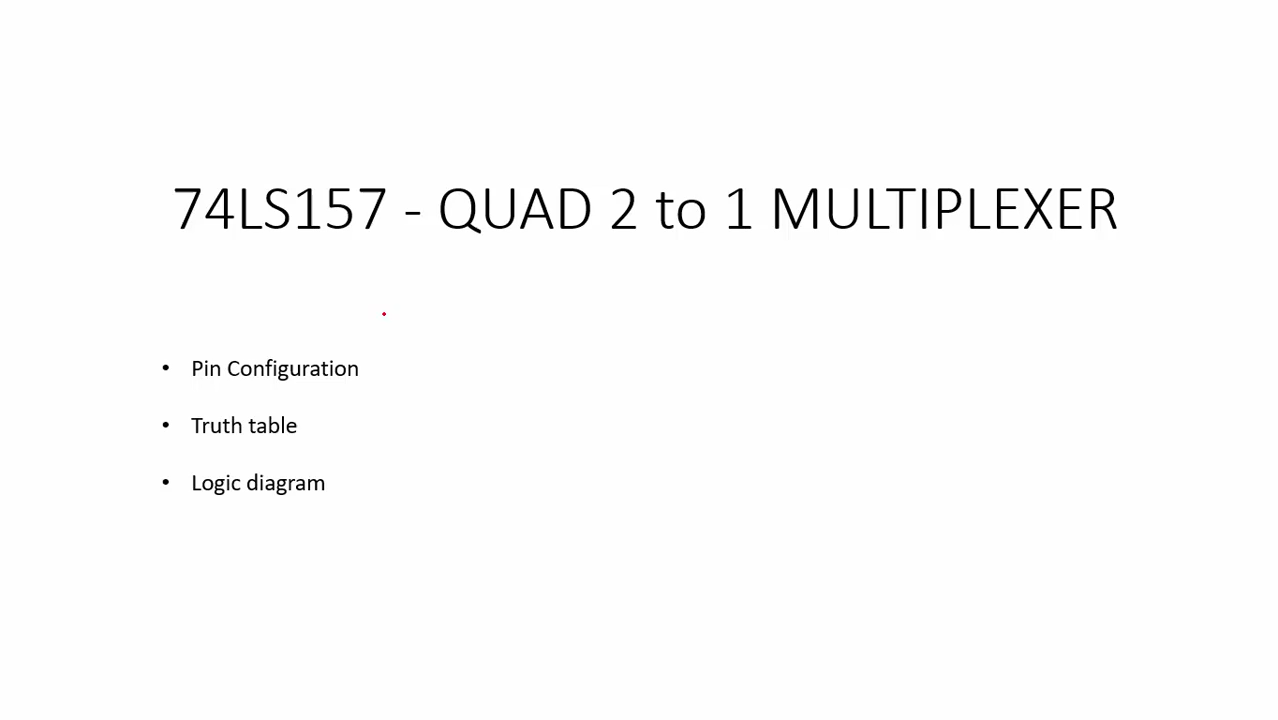 74LS157 - QUAD 2 to 1 MULTIPLEXER
• Pin Configuration
• Truth table
• Logic diagram